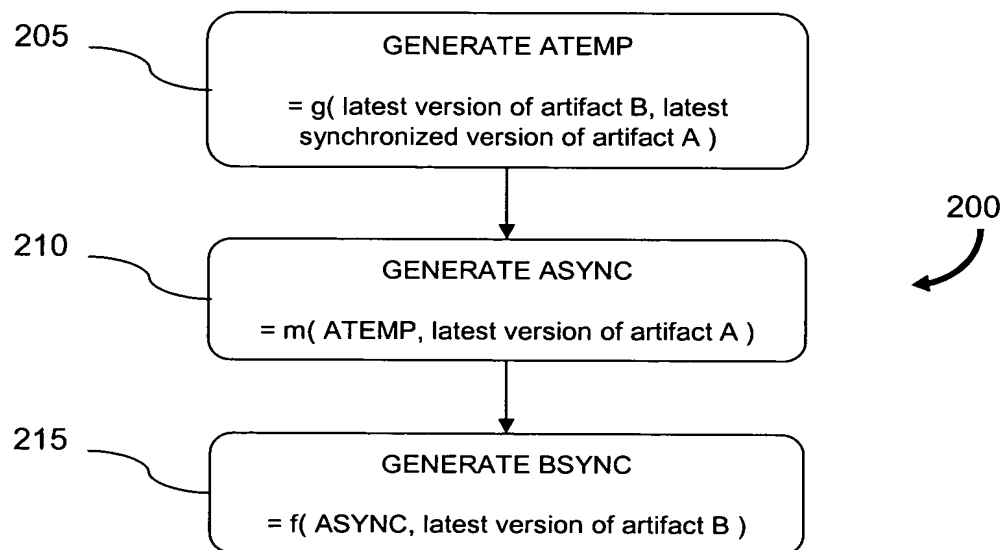 205
GENERATE ATEMP
= g( latest version of artifact B, latest
synchronized version of artifact A )
200
210
GENERATE ASYNC
= m( ATEMP, latest version of artifact A )
215
GENERATE BSYNC
= f( ASYNC, latest version of artifact B )